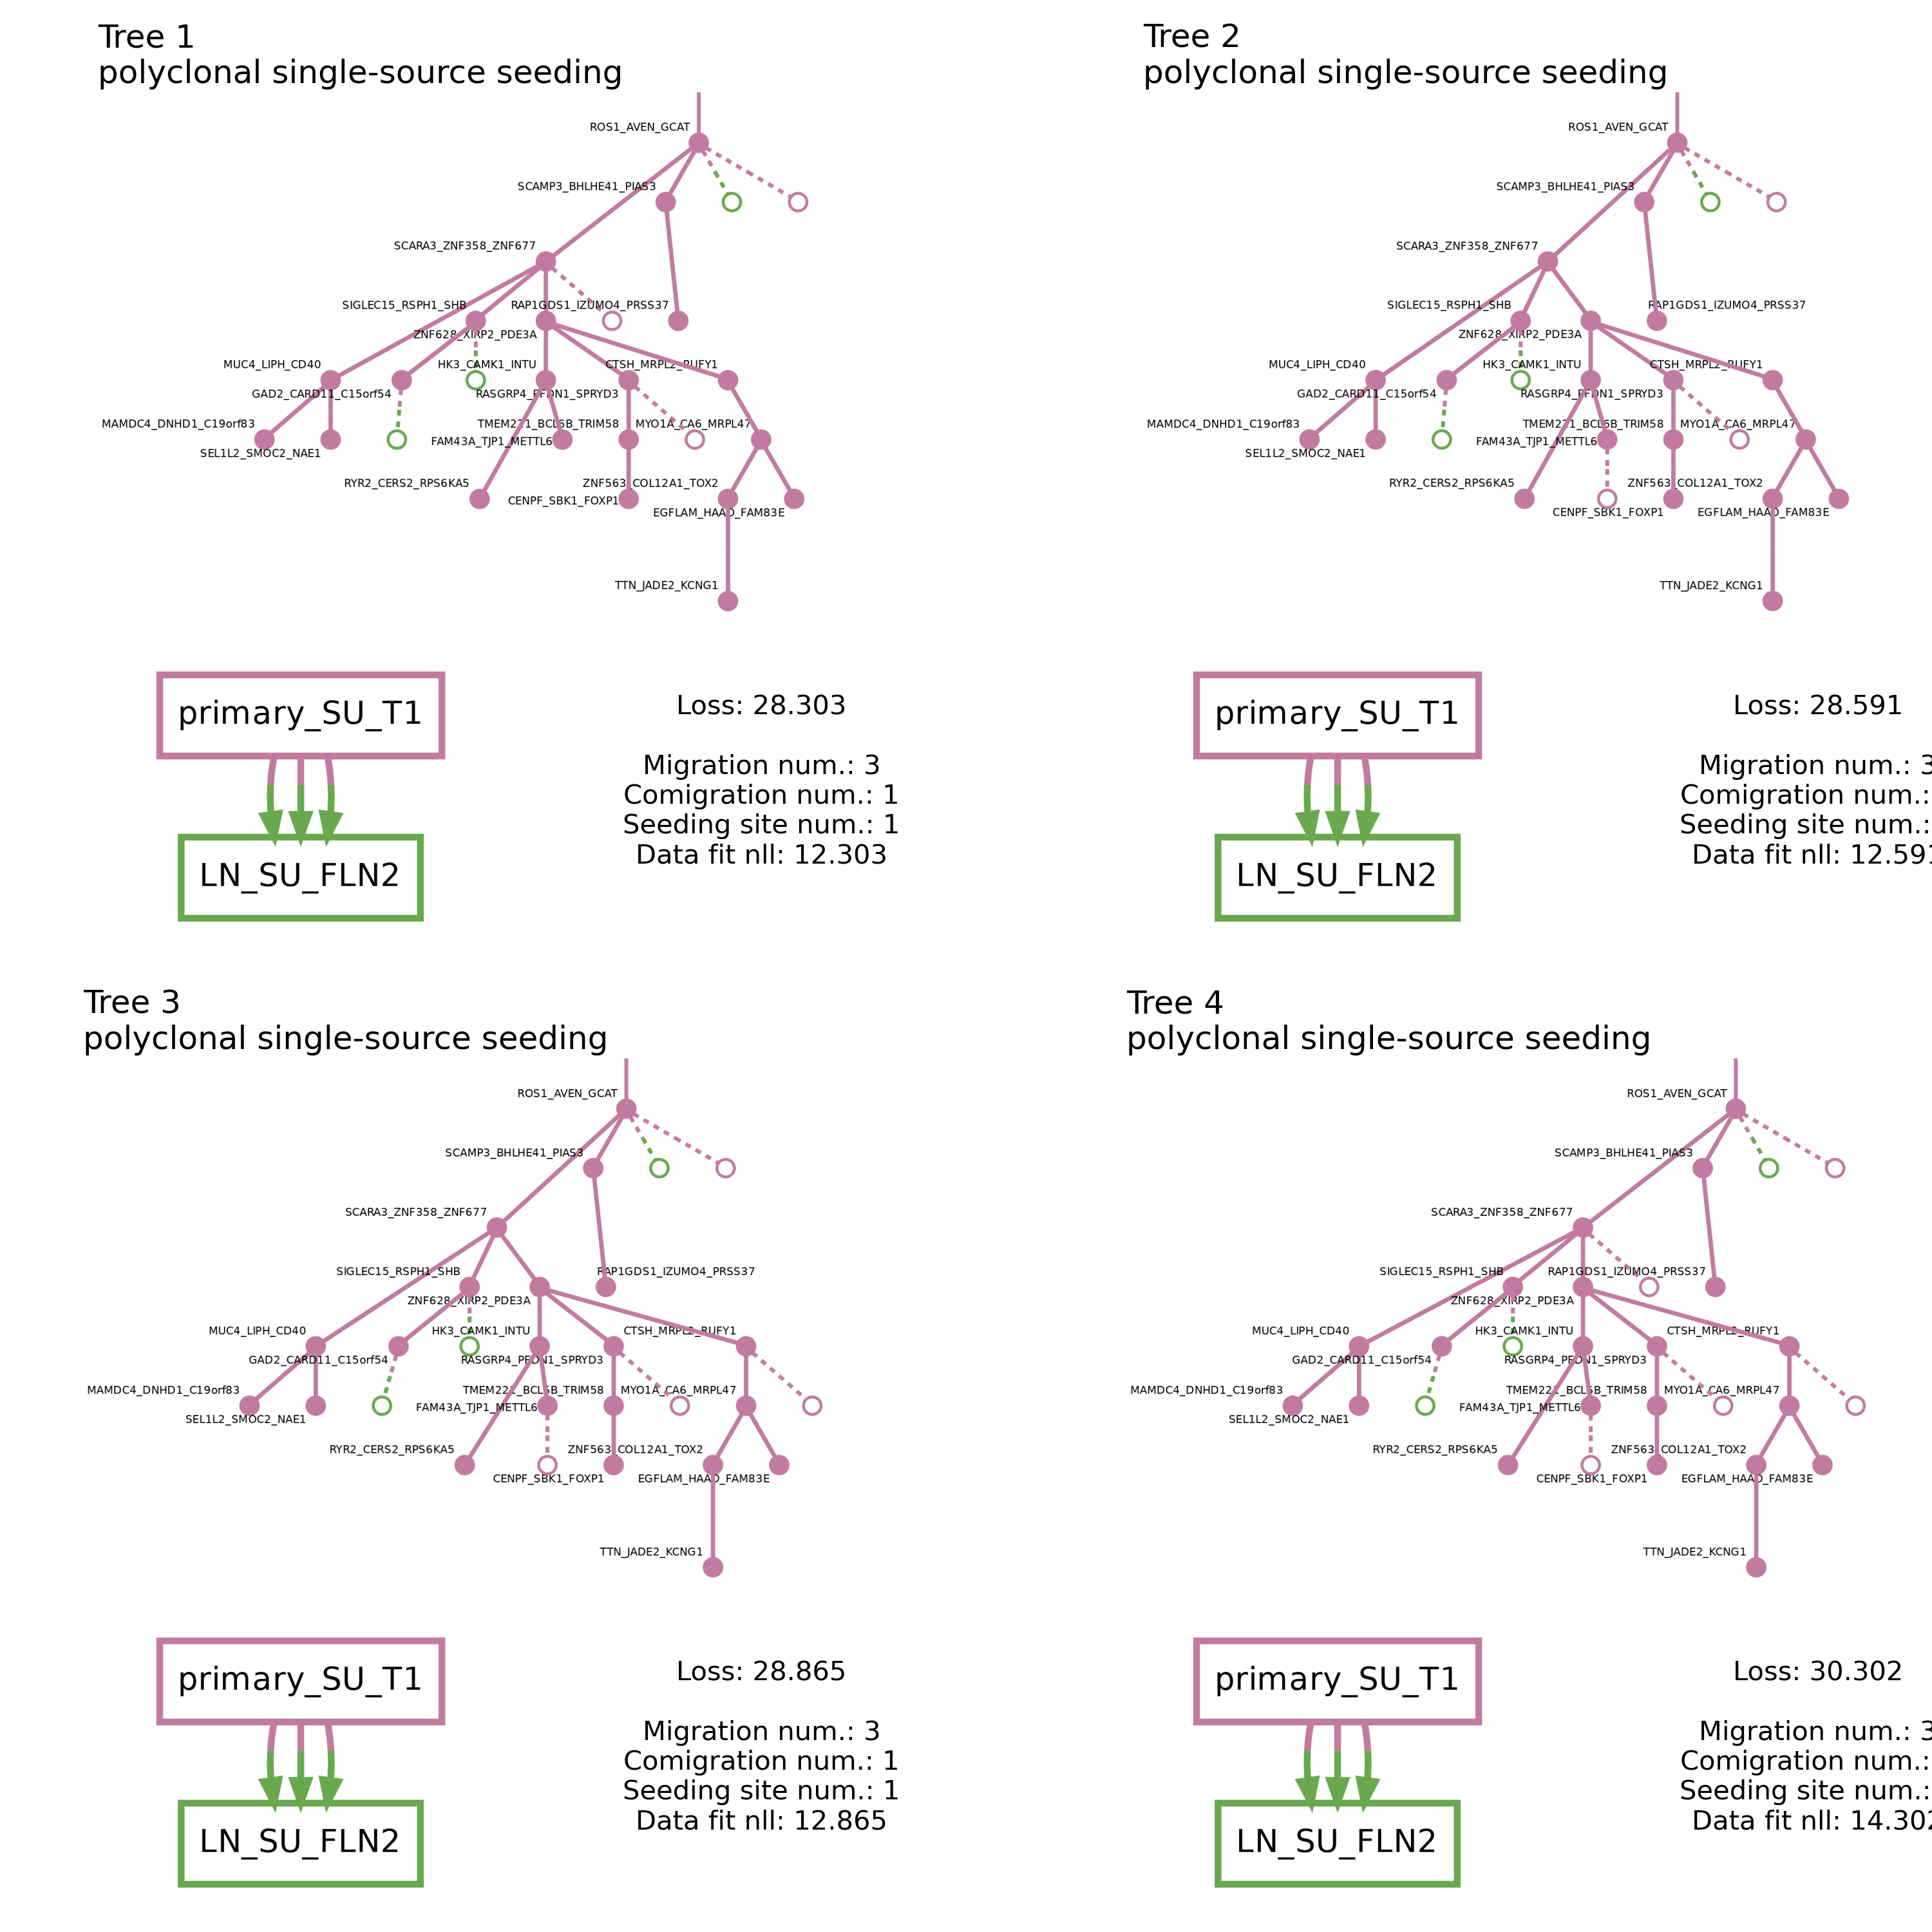 Tree 1
polyclonal single-source seeding
ROS1_AVEN_GCAT
SCAMP3_BHLHE41_PIAS3
SCARA3_ZNF358_ZNF677
SIGLEC15_RSPH1_SHB
RAP1GDS1_IZUMO4_PRSS37
ZNF628_XIRP2_PDE3A
MUC4_LIPH_CD40
HK3_CAMK1_INTU
CTSH_MRPL2_RUFY1
GAD2_CARD11_C15orf54
RASGRP4_PFDN1_SPRYD3
MAMDC4_DNHD1_C19orf83
TMEM221_BCL6B_TRIM58
MYO1A_CA6_MRPL47
FAM43A_TJP1_METTL6
SEL1L2_SMOC2_NAE1
RYR2_CERS2_RPS6KA5
ZNF563_COL12A1_TOX2
CENPF_SBK1_FOXP1
EGFLAM_HAAO_FAM83E
TTN_JADE2_KCNG1
primary_SU_T1
LN_SU_FLN2
Loss: 28.303
Migration num.: 3
Comigration num.: 1
Seeding site num.: 1
Data fit nll: 12.303
Tree 2
polyclonal single-source seeding
ROS1_AVEN_GCAT
SCAMP3_BHLHE41_PIAS3
SCARA3_ZNF358_ZNF677
SIGLEC15_RSPH1_SHB
RAP1GDS1_IZUMO4_PRSS37
ZNF628_XIRP2_PDE3A
MUC4_LIPH_CD40
HK3_CAMK1_INTU
CTSH_MRPL2_RUFY1
GAD2_CARD11_C15orf54
RASGRP4_PFDN1_SPRYD3
MAMDC4_DNHD1_C19orf83
TMEM221_BCL6B_TRIM58
MYO1A_CA6_MRPL47
FAM43A_TJP1_METTL6
SEL1L2_SMOC2_NAE1
RYR2_CERS2_RPS6KA5
ZNF563_COL12A1_TOX2
CENPF_SBK1_FOXP1
EGFLAM_HAAO_FAM83E
TTN_JADE2_KCNG1
primary_SU_T1
LN_SU_FLN2
Loss: 28.591
Migration num.: 3
Comigration num.:
Seeding site num.:
Data fit nll: 12.591
Tree 3
polyclonal single-source seeding
ROS1_AVEN_GCAT
SCAMP3_BHLHE41_PIAS3
SCARA3_ZNF358_ZNF677
SIGLEC15_RSPH1_SHB
RAP1GDS1_IZUMO4_PRSS37
ZNF628_XIRP2_PDE3A
MUC4_LIPH_CD40
HK3_CAMK1_INTU
CTSH_MRPL2_RUFY1
GAD2_CARD11_C15orf54
RASGRP4_PFDN1_SPRYD3
MAMDC4_DNHD1_C19orf83
TMEM221_BCL6B_TRIM58
MYO1A_CA6_MRPL47
FAM43A_TJP1_METTL6
SEL1L2_SMOC2_NAE1
RYR2_CERS2_RPS6KA5
ZNF563_COL12A1_TOX2
CENPF_SBK1_FOXP1
EGFLAM_HAAO_FAM83E
TTN_JADE2_KCNG1
primary_SU_T1
LN_SU_FLN2
Loss: 28.865
Migration num.: 3
Comigration num.: 1
Seeding site num.: 1
Data fit nll: 12.865
Tree 4
polyclonal single-source seeding
ROS1_AVEN_GCAT
SCAMP3_BHLHE41_PIAS3
SCARA3_ZNF358_ZNF677
SIGLEC15_RSPH1_SHB
RAP1GDS1_IZUMO4_PRSS37
ZNF628_XIRP2_PDE3A
MUC4_LIPH_CD40
HK3_CAMK1_INTU
CTSH_MRPL2_RUFY1
GAD2_CARD11_C15orf54
RASGRP4_PFDN1_SPRYD3
MAMDC4_DNHD1_C19orf83
TMEM221_BCL6B_TRIM58
MYO1A_CA6_MRPL47
FAM43A_TJP1_METTL6
SEL1L2_SMOC2_NAE1
RYR2_CERS2_RPS6KA5
ZNF563_COL12A1_TOX2
CENPF_SBK1_FOXP1
EGFLAM_HAAO_FAM83E
TTN_JADE2_KCNG1
primary_SU_T1
LN_SU_FLN2
Loss: 30.302
Migration num.: 3
Comigration num.:
Seeding site num.:
Data fit nll: 14.302